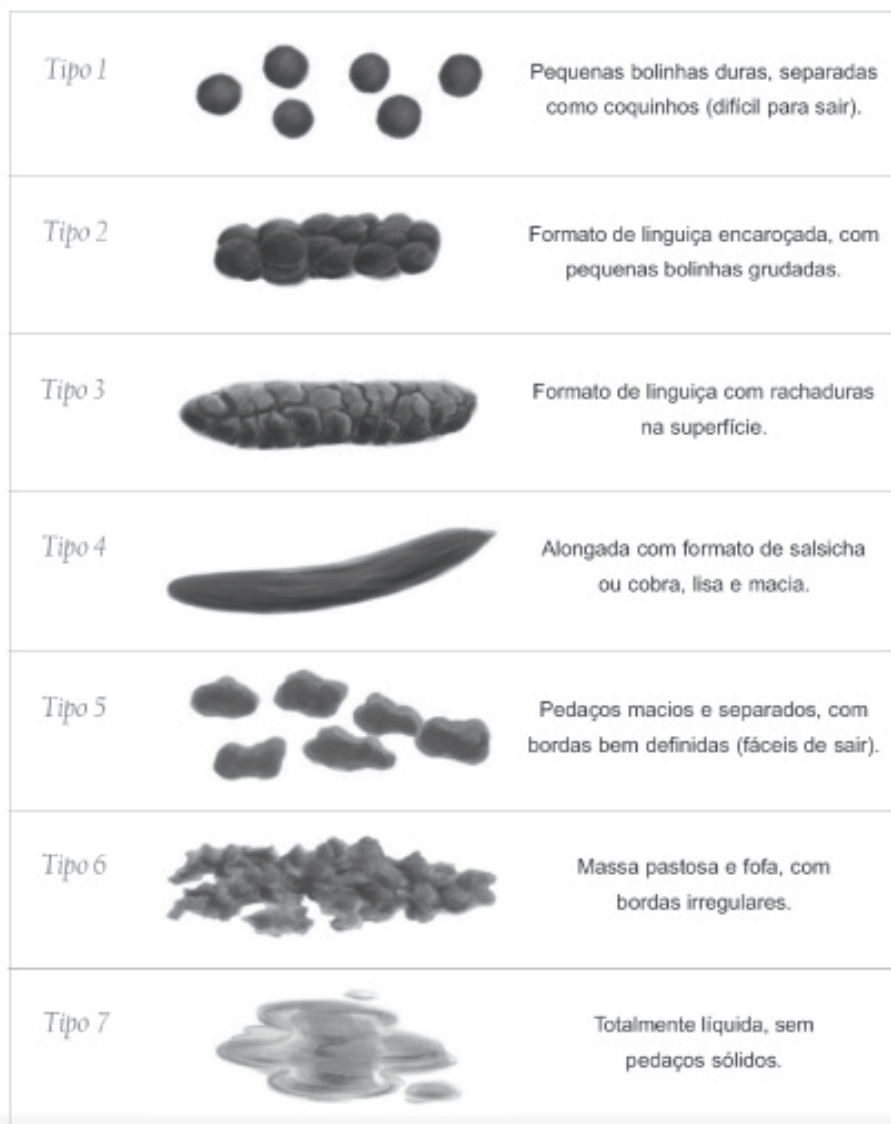 Tipo 1
Pequenas bolinhas duras, separadas
como coquinhos (difícil para sair).
Tipo 2
Formato de linguiça encaroçada, com
pequenas bolinhas grudadas.
Tipo 3
Formato de linguiça com rachaduras
na superfície.
Tipo 4
Alongada com formato de salsicha
ou cobra, lisa e macia.
Tipo 5
Pedaços macios e separados, com
bordas bem definidas (fáceis de sair).
Tipo 6
Massa pastosa e fofa, com
bordas irregulares.
Tipo 7
Totalmente líquida, sem
pedaços sólidos.